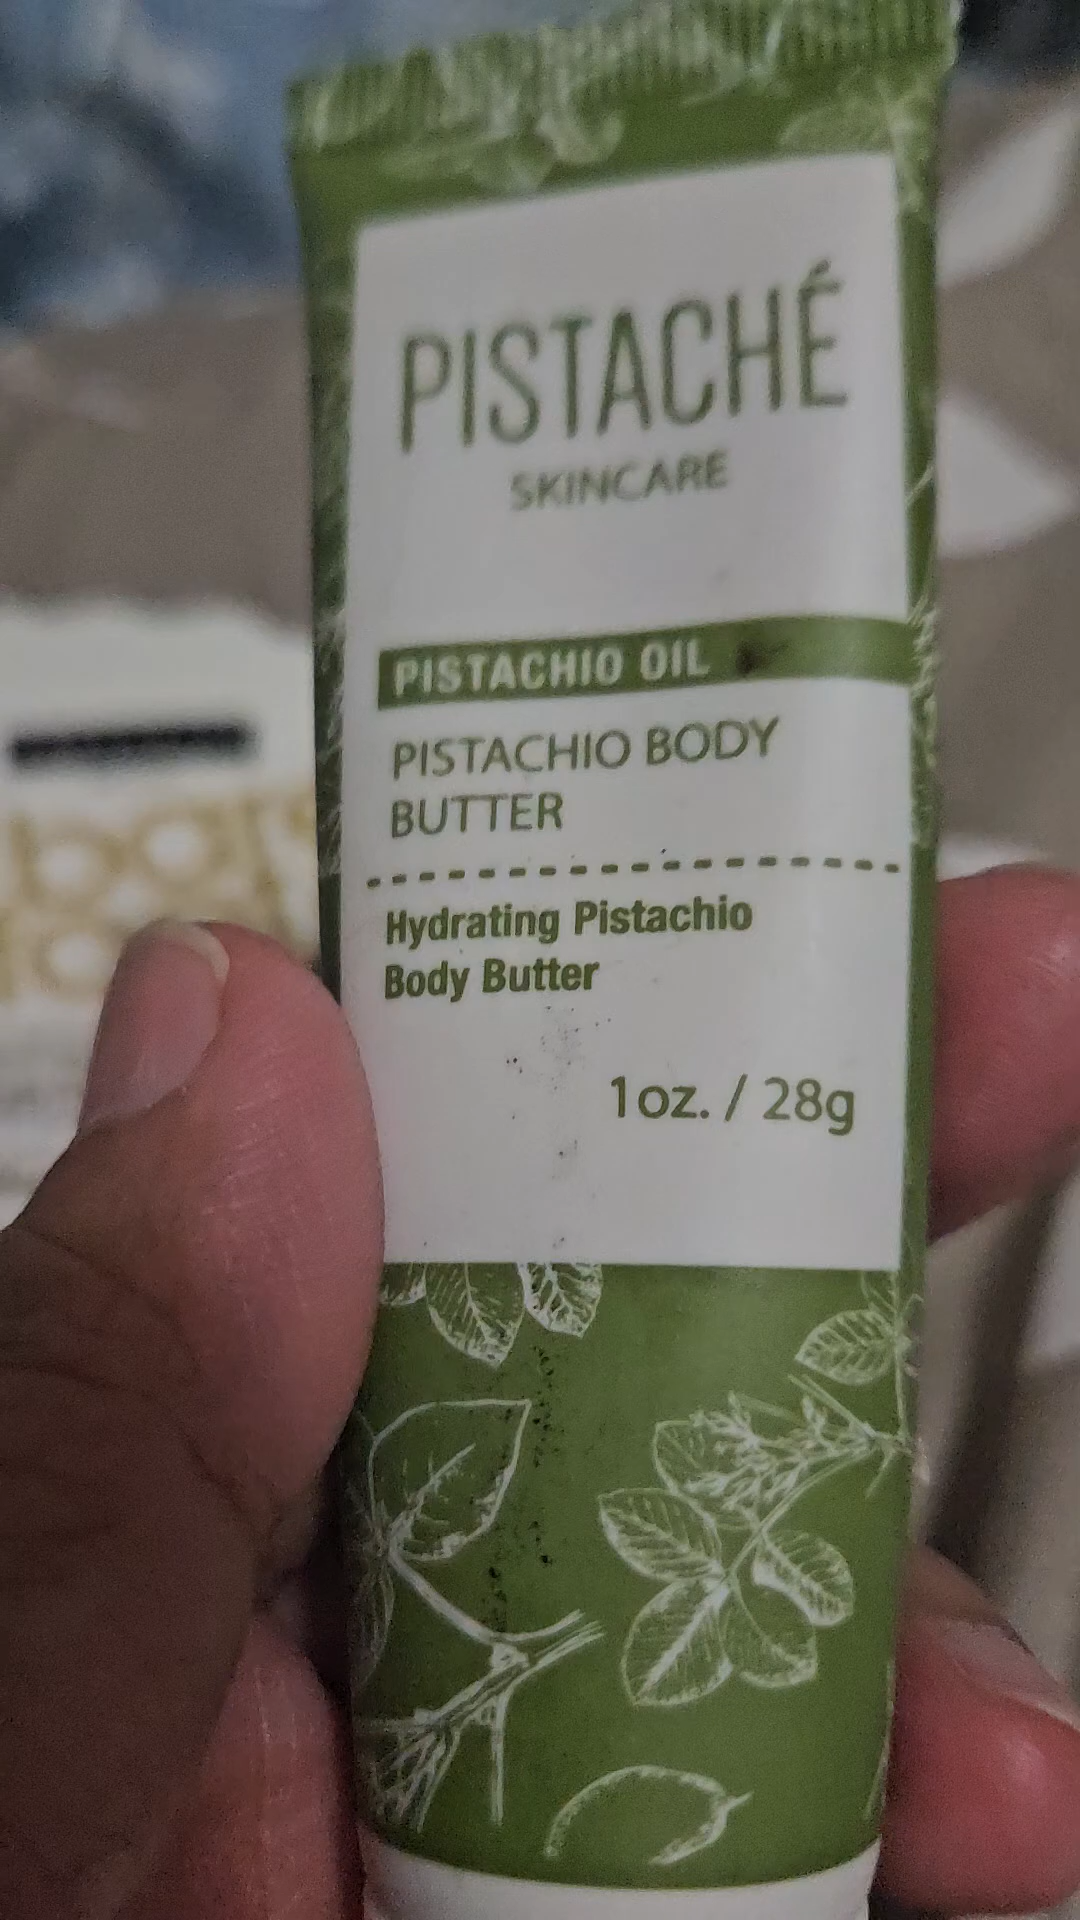 PISTACHÉ
SKINCARE
PISTACHIO OIL
PISTACHIO BODY
BUTTER
Hydrating Pistachio
Body Butter
1oz. / 28g